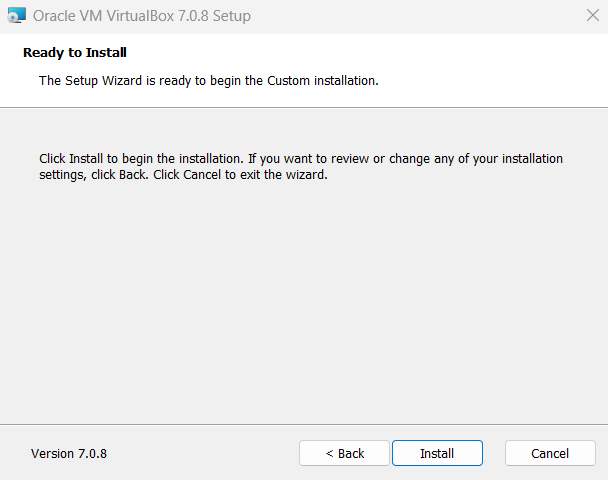 Oracle VM VirtualBox 7.0.8 Setup
Ready to Install
The Setup Wizard is ready to begin the Custom installation.
Click Install to begin the installation. If you want to review or change any of your installation
settings, click Back. Click Cancel to exit the wizard.
Version 7.0.8
< Back
Install
Cancel